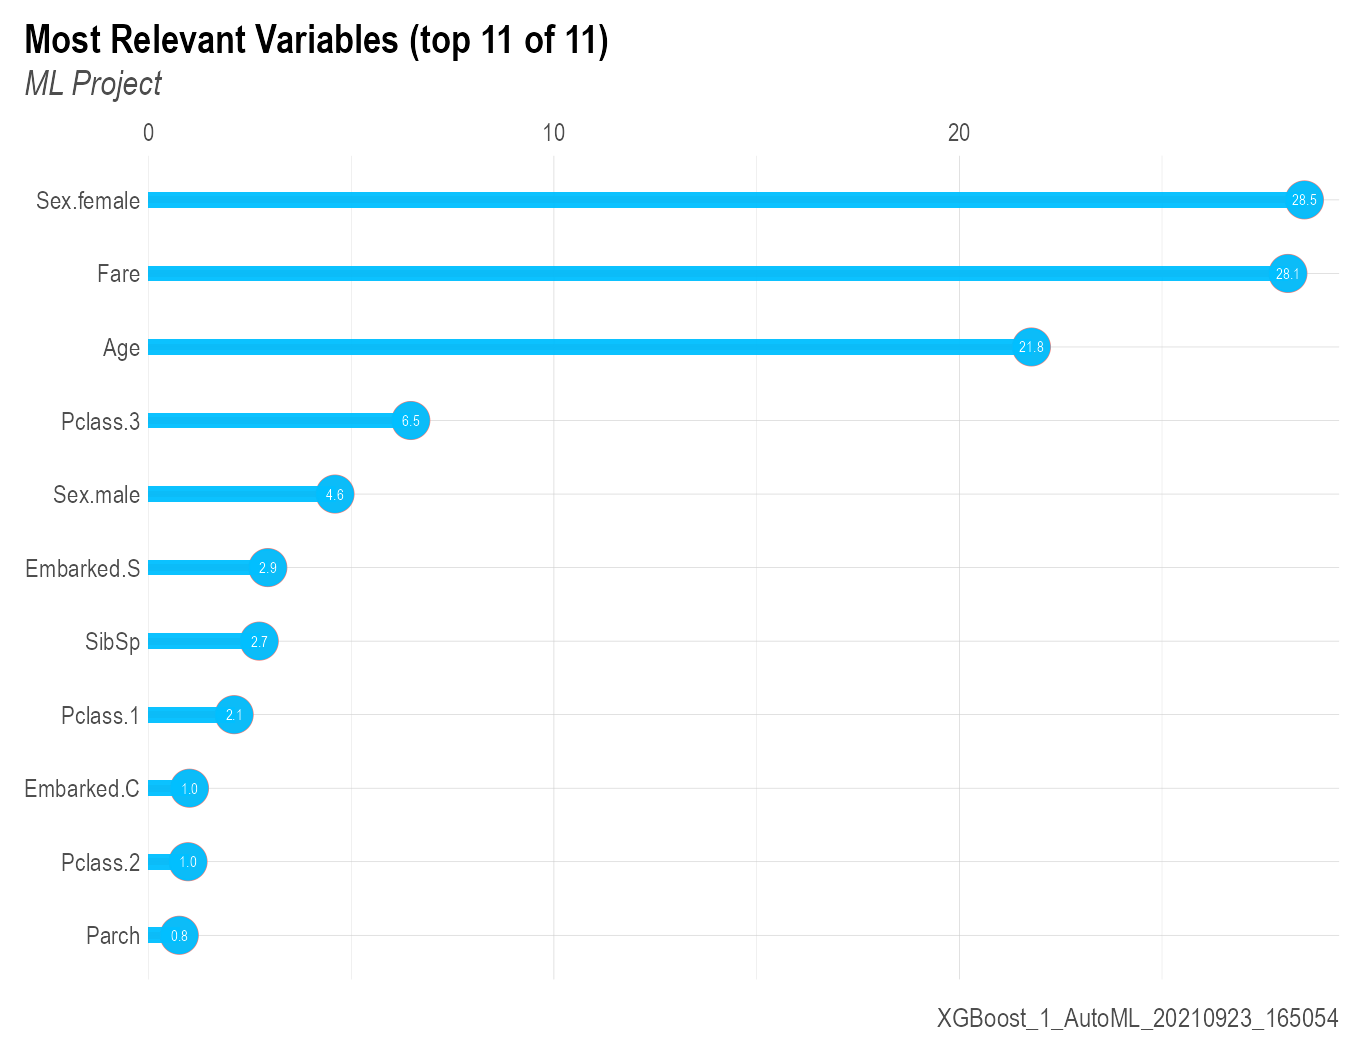 Most Relevant Variables (top 11 of 11)
ML Project
0 10 20
Sex.female 28.5
Fare 28.1
Age 21.8
Pclass.3 6.5
Sex.male 4.6
Embarked.S 2.9
SibSp 2.7
Pclass.1 2.1
Embarked.C 1.0
Pclass.2 1.0
Parch 0.8
XGBoost_1_AutoML_20210923_165054